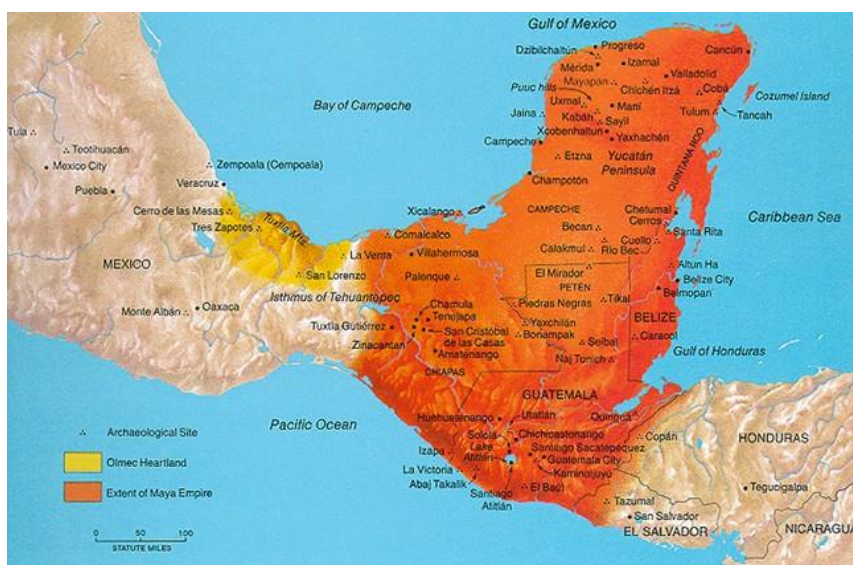 Gulf of Mexico
Progreso
Dzibilchaltún
Cancún
Mérida
Izamal
Mayapán
Valladolid
Chichén Itzá
Cobá
Puuc hills
Uxmal
Maní
Cozumel Island
Bay of Campeche
Jaina
Kabáh
Sayil
Tulum
Tancah
Tula
Xcobenhaltun
Yaxhachén
Teotihuacán
Campeche
Etzna
Yucatán
Peninsula
QUINTANA ROO
Mexico City
Zempoala (Cempoala)
Puebla
Veracruz
Champotón
Cerro de las Mesas
Xicalango
CAMPECHE
Chetumal
Cerros
Caribbean Sea
Tuxtla Mts
Tres Zapotes
Comalcalco
Becan
Santa Rita
Cuello
Calakmul
Rio Bec
La Venta
Villahermosa
MEXICO
San Lorenzo
Palenque
El Mirador
PETÉN
Altun Ha
Belize City
Isthmus of Tehuantepec
Monte Albán
Oaxaca
Chamula
Tenejapa
Piedras Negras
Tikal
Belmopan
BELIZE
Tuxtla Gutiérrez
San Cristóbal
de las Casas
Yaxchilán
Bonampak
Seibal
Caracol
Zinacantan
Amatenango
Naj Tunich
Gulf of Honduras
CHIAPAS
GUATEMALA
Huehuetenango
Utatlán
Quirigua
Pacific Ocean
Archaeological Site
Sololá
Chichicastenango
Copán
HONDURAS
Lake
Atitlán
Santiago Sacatepéquez
Izapa
Guatemala City
Olmec Heartland
La Victoria
Kaminaljuyú
Abaj Takalik
Extent of Maya Empire
Santiago
Atitlán
El Baúl
Tegucigalpa
Tazumal
San Salvador
EL SALVADOR
NICARAGUA
0 50 100
STATUTE MILES